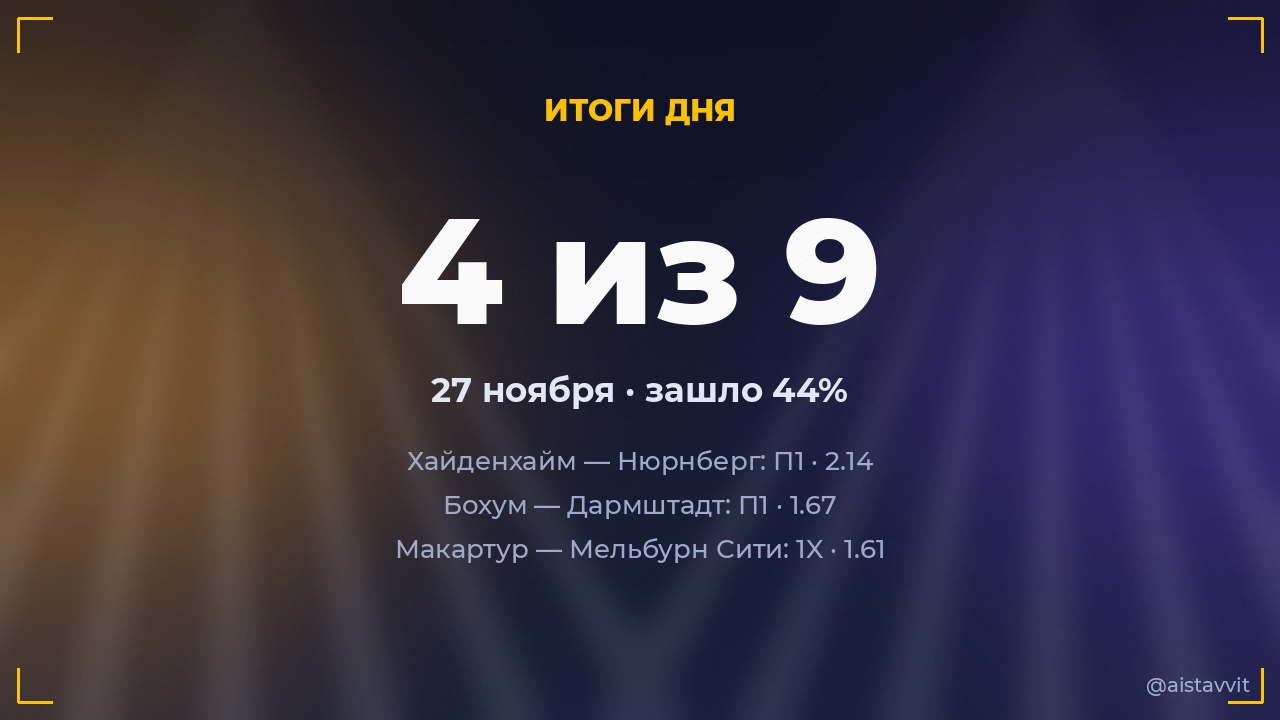 ИТОГИ ДНЯ
4 из 9
27 ноября · зашло 44%
Хайденхайм — Нюрнберг: П1 · 2.14
Бохум — Дармштадт: П1 · 1.67
Макартур — Мельбурн Сити: 1Х · 1.61
@aistavvit